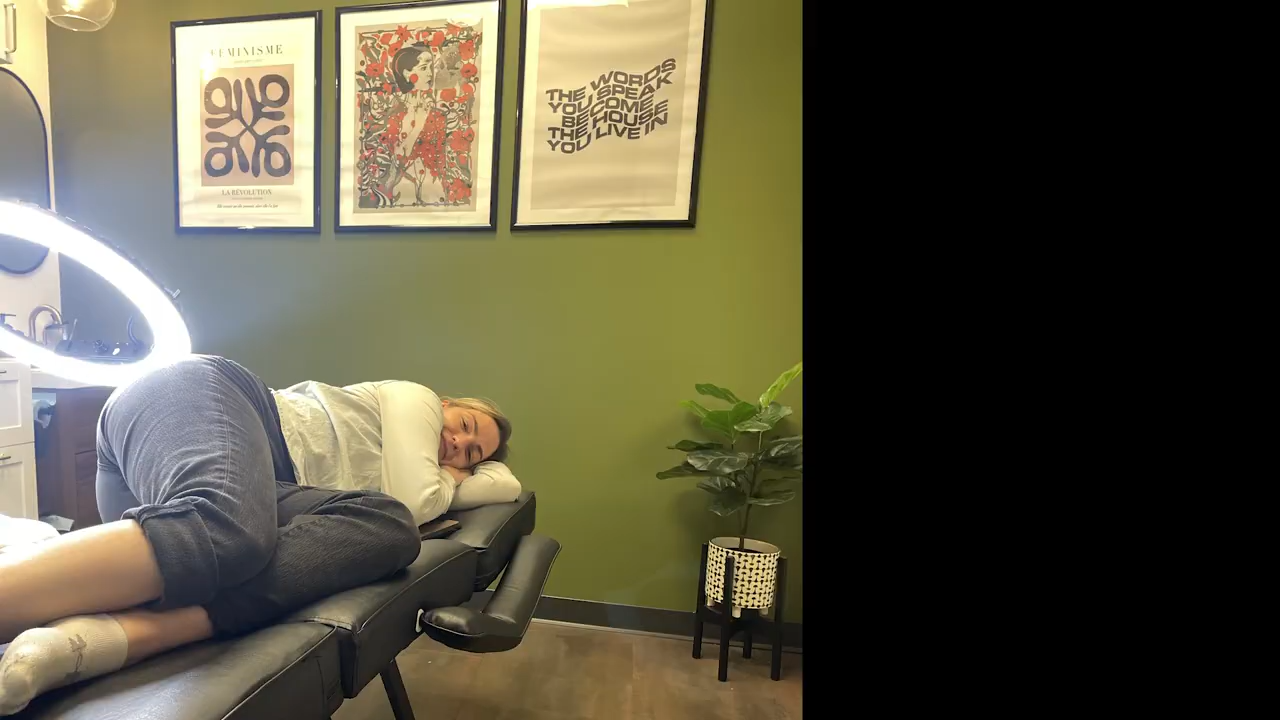 FEMINISME
LA RÉVOLUTION
THE WORDS
YOU SPEAK
BECOME
THE HOUSE
YOU LIVE IN